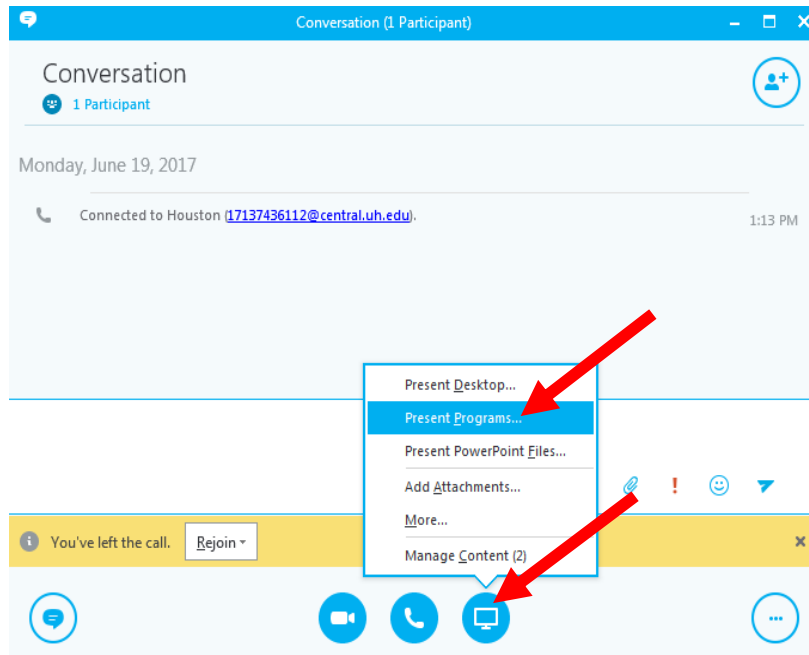 Conversation (1 Participant)
Conversation
1 Participant
Monday, June 19, 2017
Connected to Houston (17137436112@central.uh.edu).
1:13 PM
Present Desktop...
Present Programs...
Present PowerPoint Files...
Add Attachments...
More...
Manage Content (2)
!
You've left the call.
Rejoin